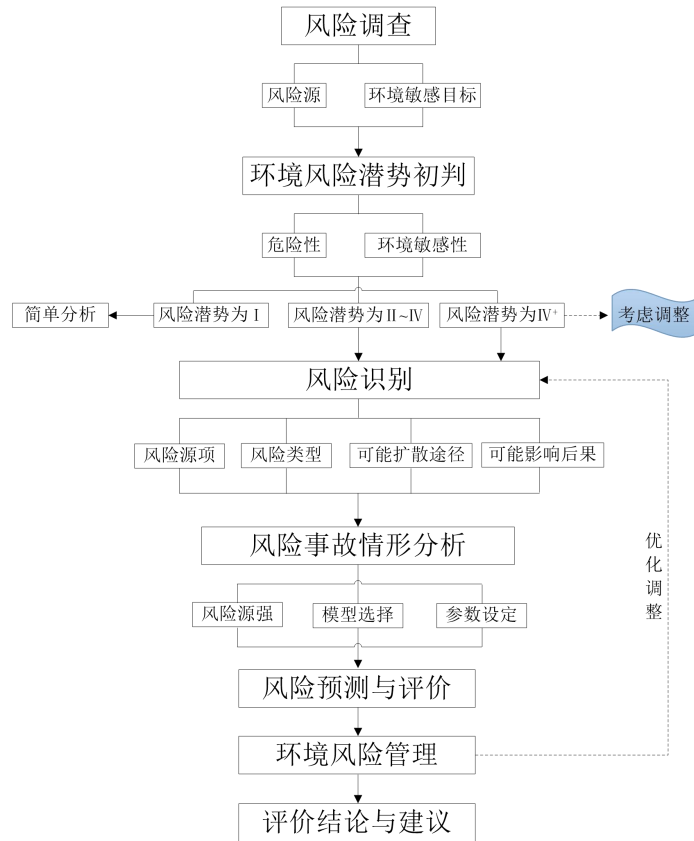 风险调查
风险源
环境敏感目标
环境风险潜势初判
危险性
环境敏感性
简单分析
风险潜势为 I
风险潜势为 II~IV
风险潜势为IV⁺
考虑调整
风险识别
风险源项
风险类型
可能扩散途径
可能影响后果
风险事故情形分析
优化调整
风险源强
模型选择
参数设定
风险预测与评价
环境风险管理
评价结论与建议